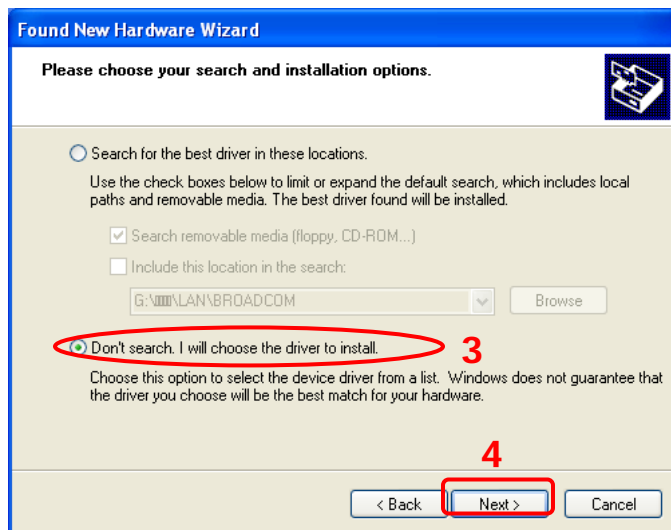 Found New Hardware Wizard
Please choose your search and installation options.
Search for the best driver in these locations.
Use the check boxes below to limit or expand the default search, which includes local
paths and removable media. The best driver found will be installed.
Search removable media (floppy, CD-ROM...)
Include this location in the search:
\LAN\BROADCOM
Browse
Don't search. I will choose the driver to install.
3
Choose this option to select the device driver from a list. Windows does not guarantee that
the driver you choose will be the best match for your hardware.
4
< Back
Next >
Cancel